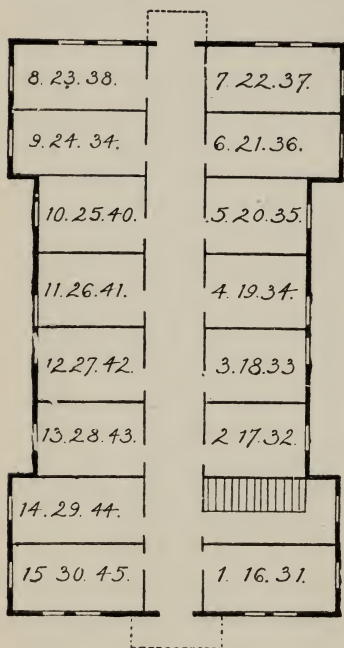 8. 23. 38.
7. 22. 37.
9. 24. 34.
6. 21. 36.
10. 25. 40.
5. 20. 35.
11. 26. 41.
4. 19. 34.
12 27. 42.
3. 18. 33
13. 28. 43.
2 17. 32.
14. 29. 44.
15 30. 45.
1. 16. 31.